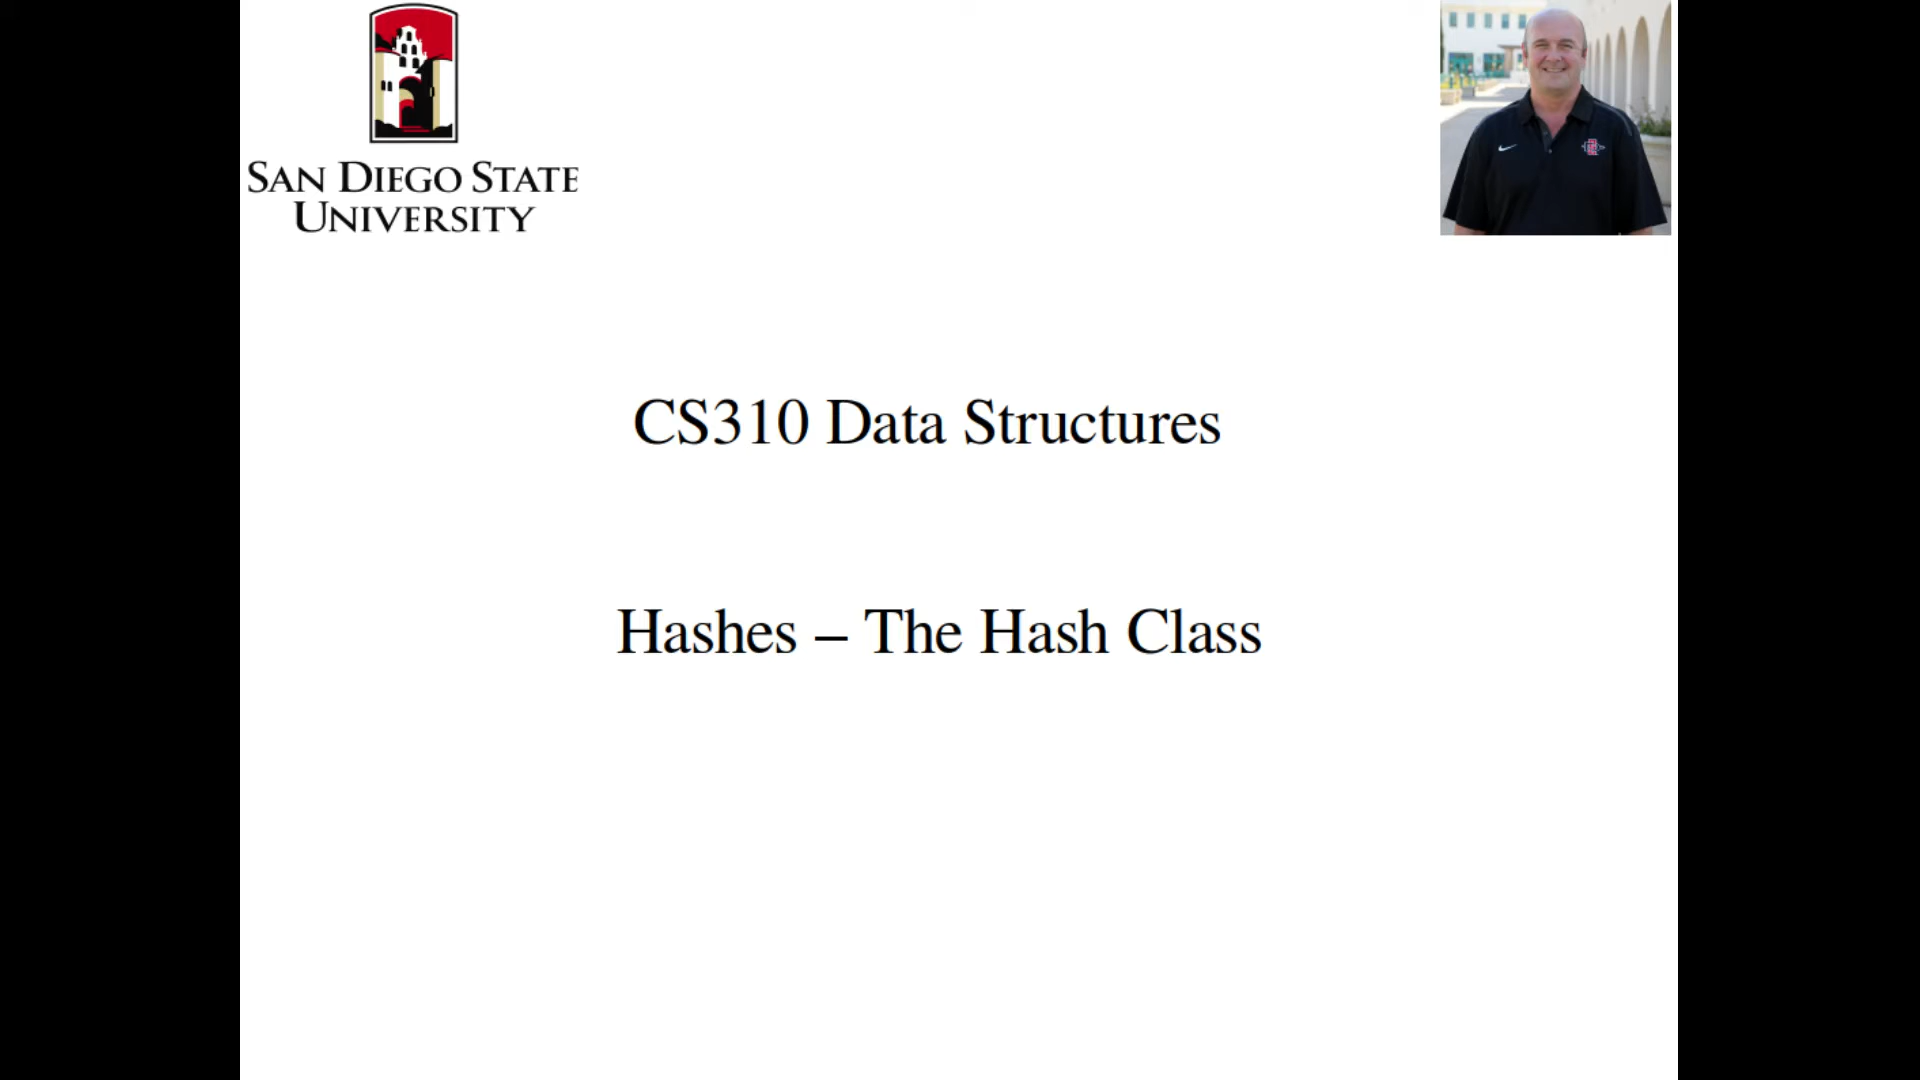 SAN DIEGO STATE
UNIVERSITY
CS310 Data Structures
Hashes – The Hash Class